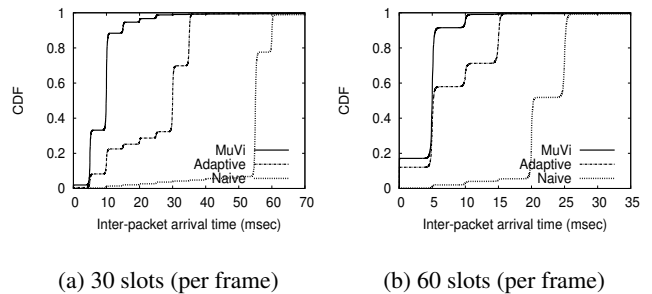 1
0.8
0.6
0.4
0.2
0
CDF
MuVi
Adaptive
Naive
0 10 20 30 40 50 60 70
Inter-packet arrival time (msec)
(a) 30 slots (per frame)
1
0.8
0.6
0.4
0.2
0
CDF
MuVi
Adaptive
Naive
0 5 10 15 20 25 30 35
Inter-packet arrival time (msec)
(b) 60 slots (per frame)